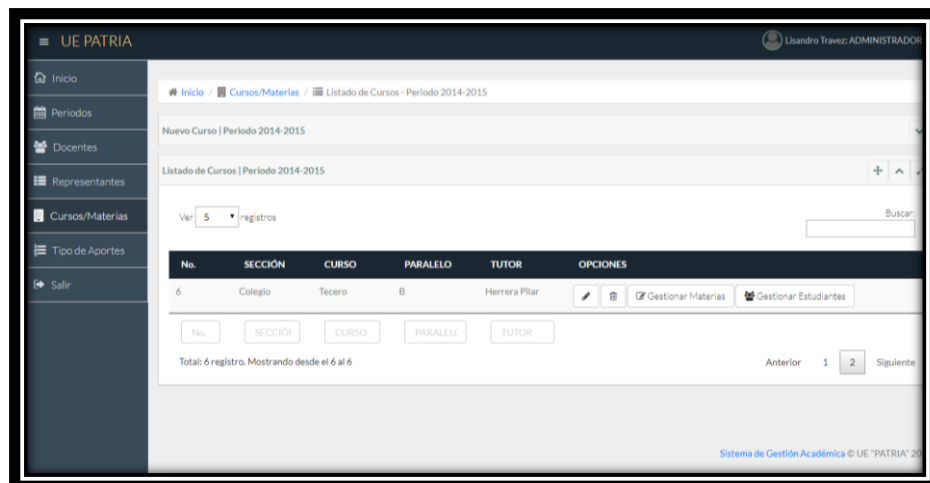 UE PATRIA
Lisandro Travez: ADMINISTRADOR
Inicio
Periodos
Docentes
Representantes
Cursos/Materias
Tipo de Aportes
Salir
Inicio / Cursos/Materias / Listado de Cursos - Periodo 2014-2015
Nuevo Curso | Periodo 2014-2015
Listado de Cursos | Periodo 2014-2015
Ver 5 registros
Buscar:
No. SECCIÓN CURSO PARALELO TUTOR OPCIONES
6 Colegio Tecero B Herrera Pilar Gestionar Materias Gestionar Estudiantes
No. SECCIÓN CURSO PARALELO TUTOR
Total: 6 registro. Mostrando desde el 6 al 6
Anterior 1 2 Siguiente
Sistema de Gestión Académica © UE "PATRIA" 20